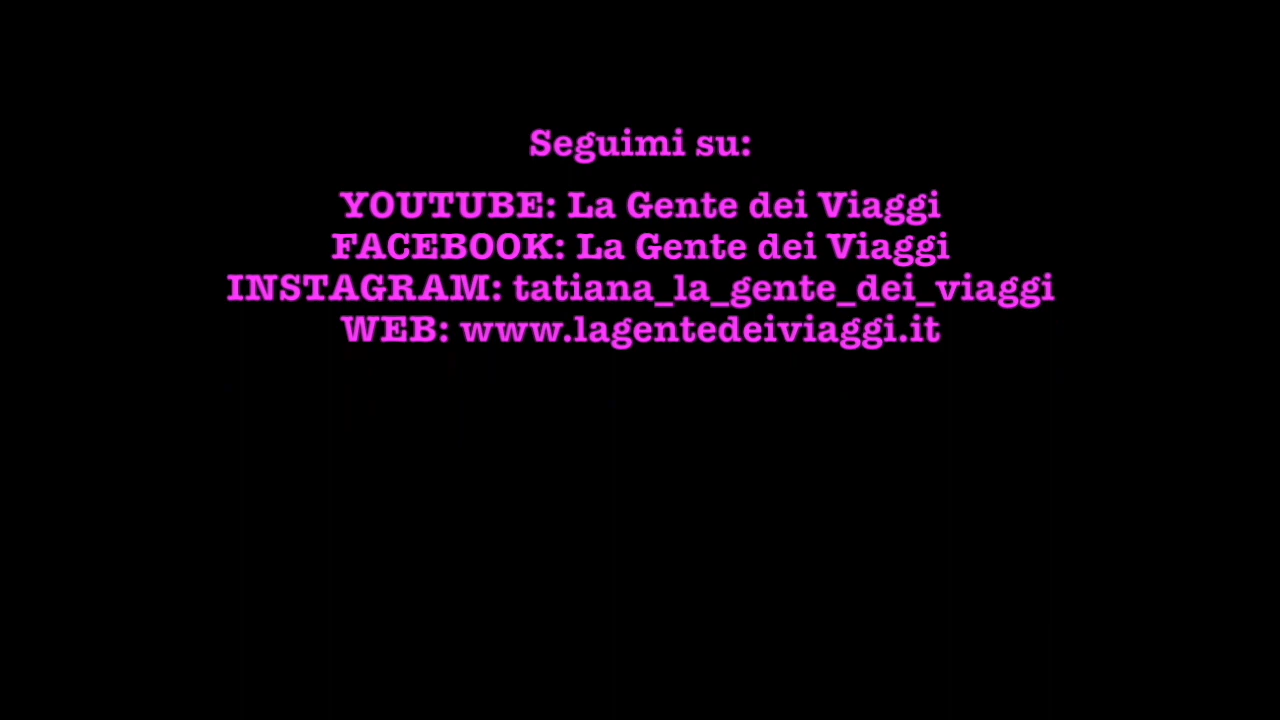 Seguimi su:
YOUTUBE: La Gente dei Viaggi
FACEBOOK: La Gente dei Viaggi
INSTAGRAM: tatiana_la_gente_dei_viaggi
WEB: www.lagentedeiviaggi.it